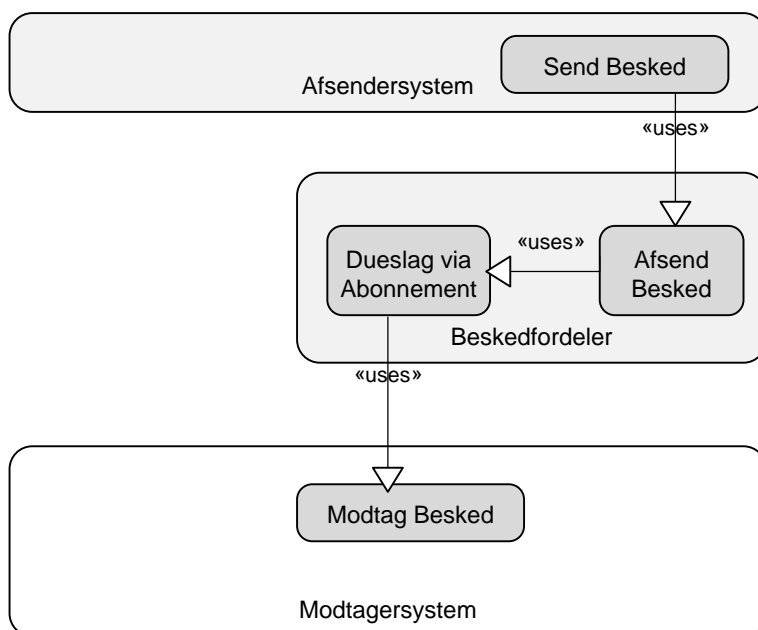 Send Besked
Afsendersystem
«uses»
Dueslag via
Abonnement
«uses»
Afsend
Besked
Beskedfordeler
«uses»
Modtag Besked
Modtagersystem